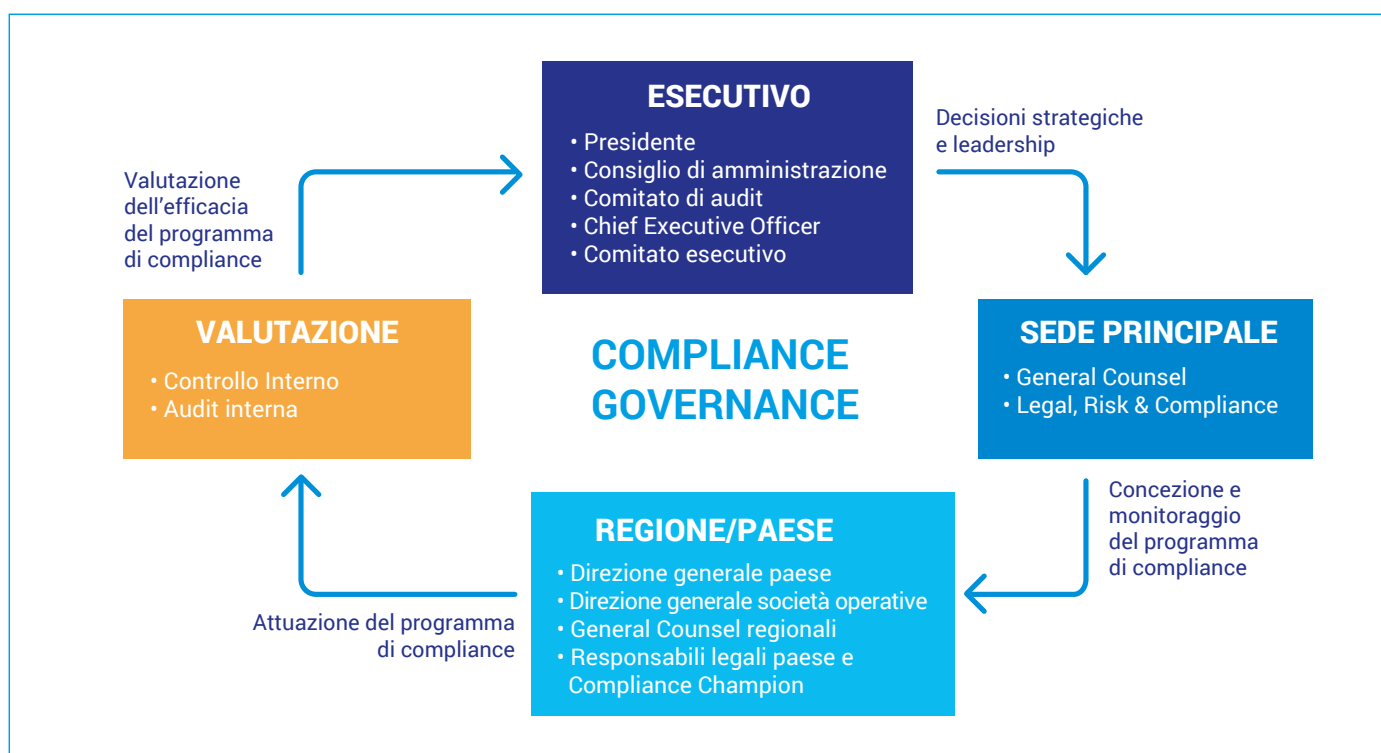 ESECUTIVO
• Presidente
• Consiglio di amministrazione
• Comitato di audit
• Chief Executive Officer
• Comitato esecutivo
Decisioni strategiche
e leadership
Valutazione
dell’efficacia
del programma
di compliance
VALUTAZIONE
• Controllo Interno
• Audit interna
COMPLIANCE
GOVERNANCE
SEDE PRINCIPALE
• General Counsel
• Legal, Risk & Compliance
Concezione e
monitoraggio
del programma
di compliance
REGIONE/PAESE
• Direzione generale paese
• Direzione generale società operative
• General Counsel regionali
• Responsabili legali paese e
Compliance Champion
Attuazione del programma
di compliance